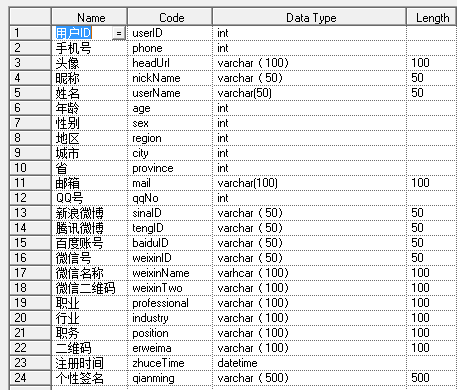 Name Code Data Type Length
1 用户ID = userID int
2 手机号 phone int
3 头像 headUrl varchar（100） 100
4 昵称 nickName varchar（50） 50
5 姓名 userName varchar(50) 50
6 年龄 age int
7 性别 sex int
8 地区 region int
9 城市 city int
10 省 province int
11 邮箱 mail varchar(100) 100
12 QQ号 qqNo int
13 新浪微博 sinaID varchar（50） 50
14 腾讯微博 tengID varchar（50） 50
15 百度账号 baiduID varchar（50） 50
16 微信号 weixinID varchar（50） 50
17 微信名称 weixinName varhcar（100） 100
18 微信二维码 weixinTwo varchar（100） 100
19 职业 professional varchar（100） 100
20 行业 industry varchar（100） 100
21 职务 position varchar（100） 100
22 二维码 erweima varchar（100） 100
23 注册时间 zhuceTime datetime
24 个性签名 qianming varchar（500） 500